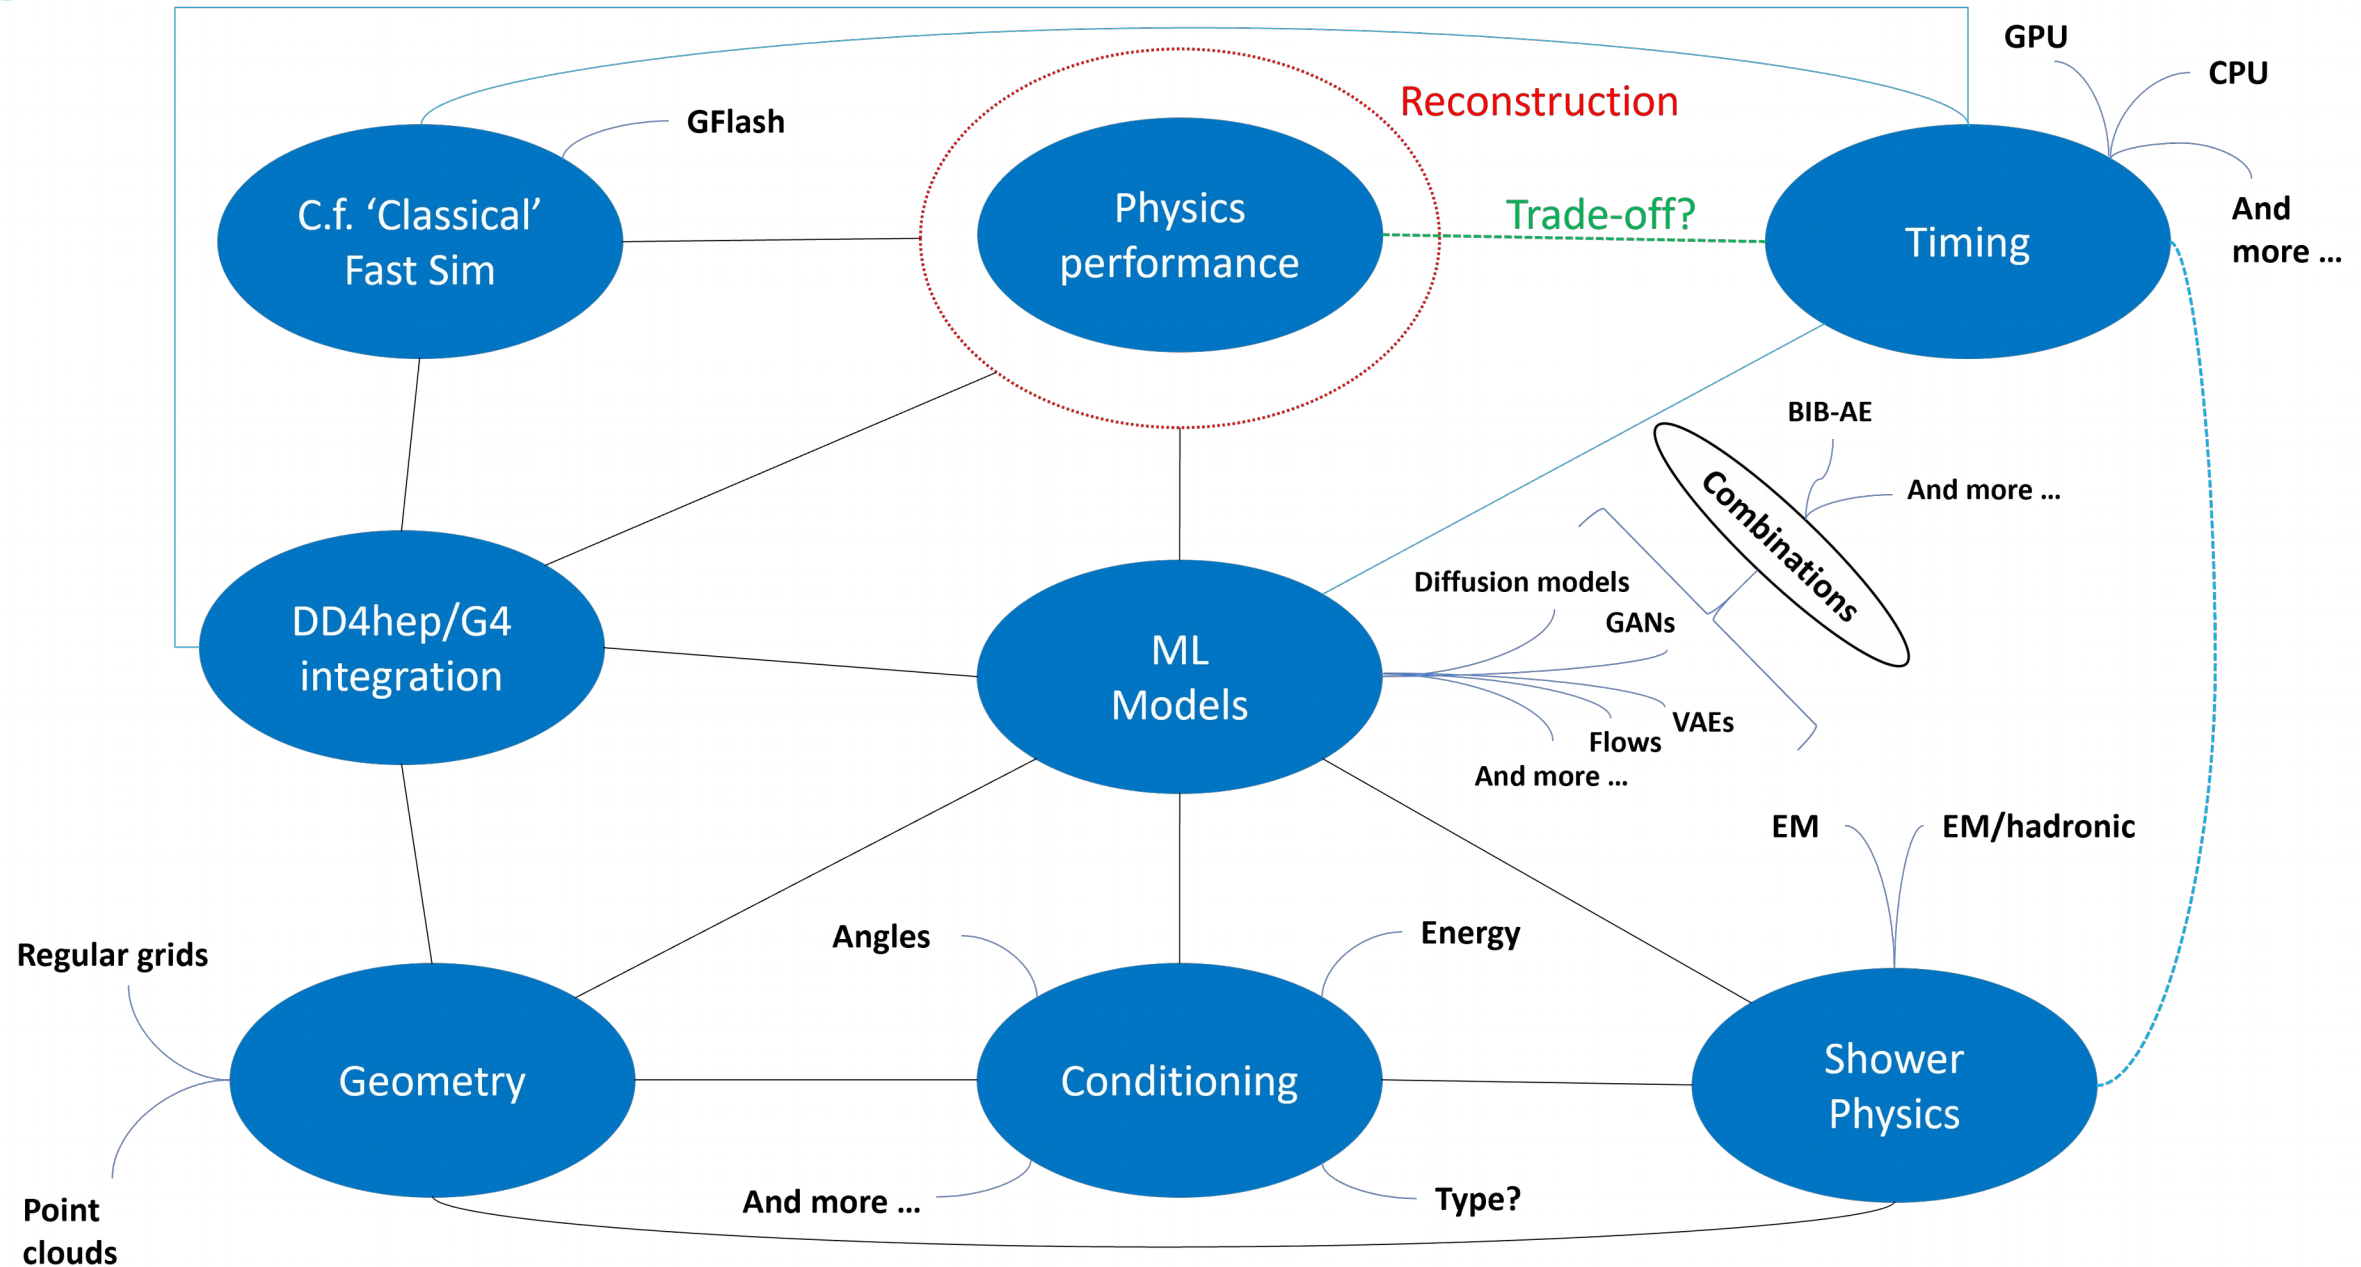 GPU
CPU
And
more ...
GFlash
Reconstruction
C.f. ‘Classical’
Fast Sim
Physics
performance
Trade-off?
Timing
BIB-AE
And more ...
Combinations
DD4hep/G4
integration
ML
Models
Diffusion models
GANs
VAEs
Flows
And more ...
EM
EM/hadronic
Regular grids
Angles
Energy
Geometry
Conditioning
Shower
Physics
Point
clouds
And more ...
Type?